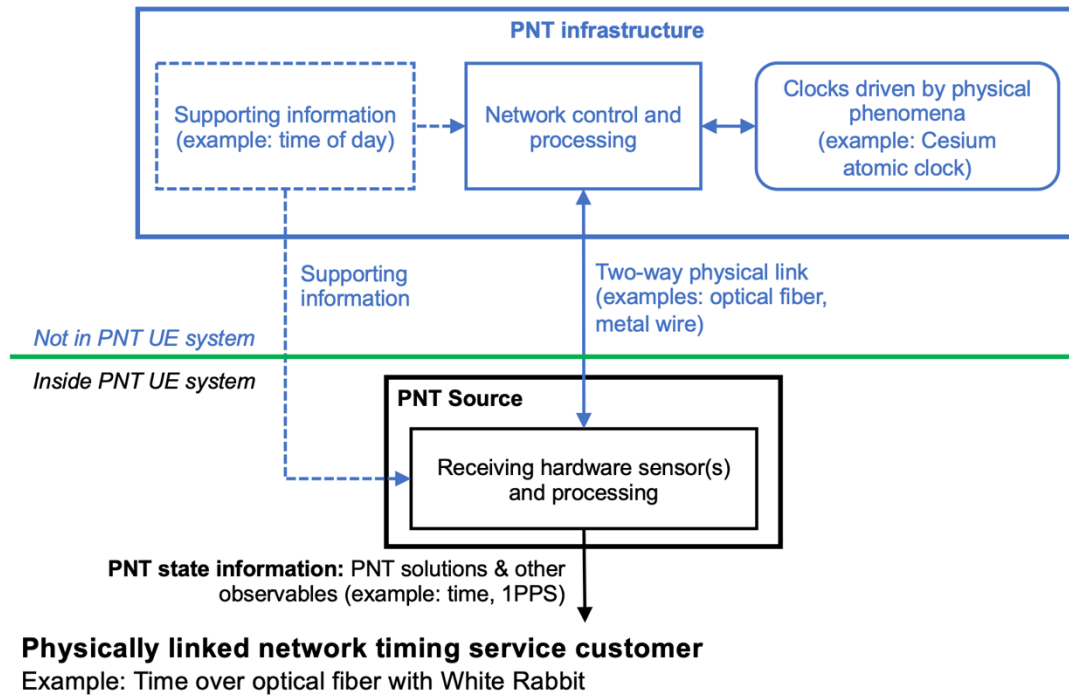 PNT infrastructure
Supporting information
(example: time of day)
Network control and
processing
Clocks driven by physical
phenomena
(example: Cesium
atomic clock)
Supporting
information
Two-way physical link
(examples: optical fiber,
metal wire)
Not in PNT UE system
Inside PNT UE system
PNT Source
Receiving hardware sensor(s)
and processing
PNT state information: PNT solutions & other
observables (example: time, 1PPS)
Physically linked network timing service customer
Example: Time over optical fiber with White Rabbit